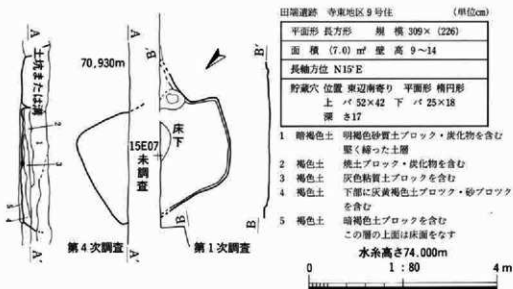 田端遺跡 寺東地区9号住 (単位cm)
平面形 長方形 規模 309×(226)
面積 (7.0)㎡ 壁高 9~14
長軸方位 N15°E
貯蔵穴 位置 東辺南寄り 平面形 楕円形
上バ 52×42 下バ 25×18
深さ17
1 暗褐色土 明褐色砂質土ブロック・炭化物を含む
堅く締った土層
2 褐色土 焼土ブロック・炭化物を含む
3 褐色土 灰色粘質土ブロックを含む
4 褐色土 下部に灰黄褐色土ブロツク・砂ブロツク
を含む
5 褐色土 暗褐色土ブロックを含む
この層の上面は床面をなす
水糸高さ74.000m
0 1:80 4m
A
A
B'
B'
土坑または溝
70,930m
2
1
3
床下
15E07
未調査
B
B
A'
A'
第4次調査
第1次調査